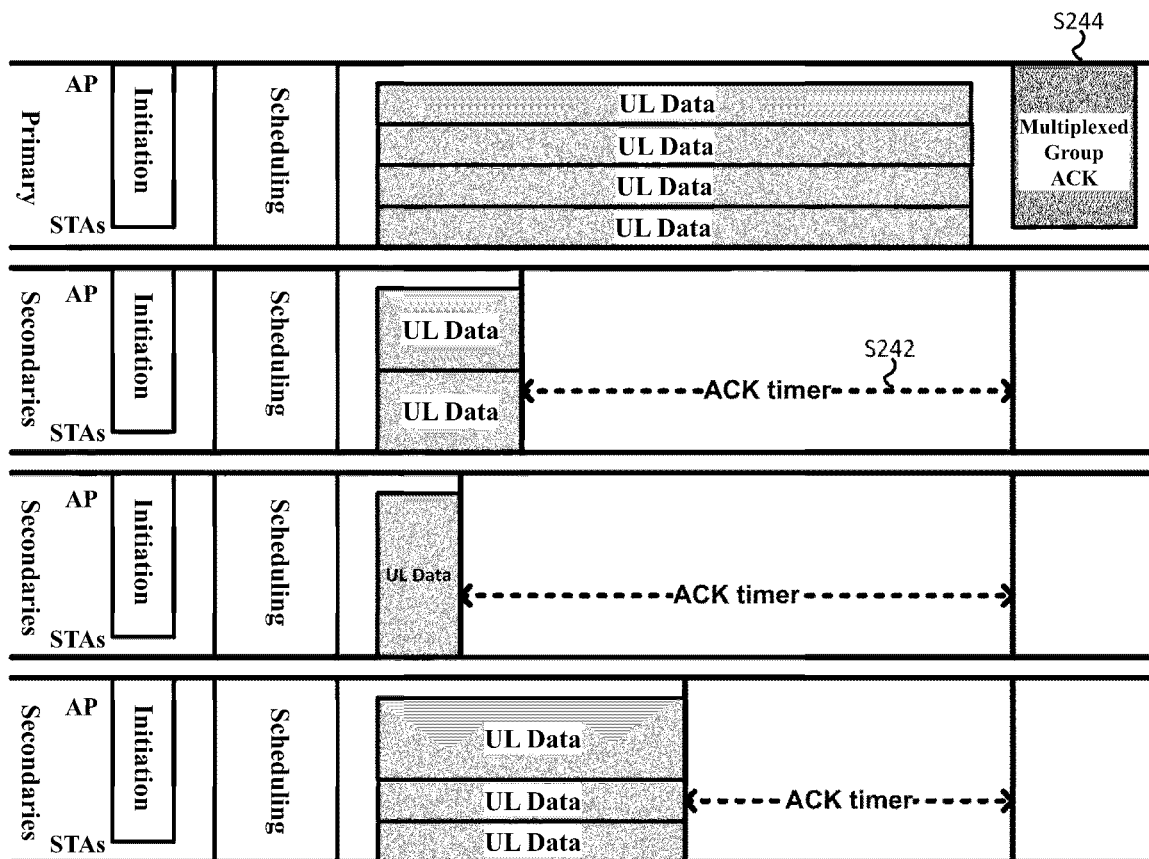 S244
Primary
AP
STAs
Initiation
Scheduling
UL Data
UL Data
UL Data
UL Data
Multiplexed
Group
ACK
Secondaries
AP
STAs
Initiation
Scheduling
UL Data
UL Data
S242
ACK timer
Secondaries
AP
STAs
Initiation
Scheduling
UL Data
ACK timer
Secondaries
AP
STAs
Initiation
Scheduling
UL Data
UL Data
UL Data
ACK timer